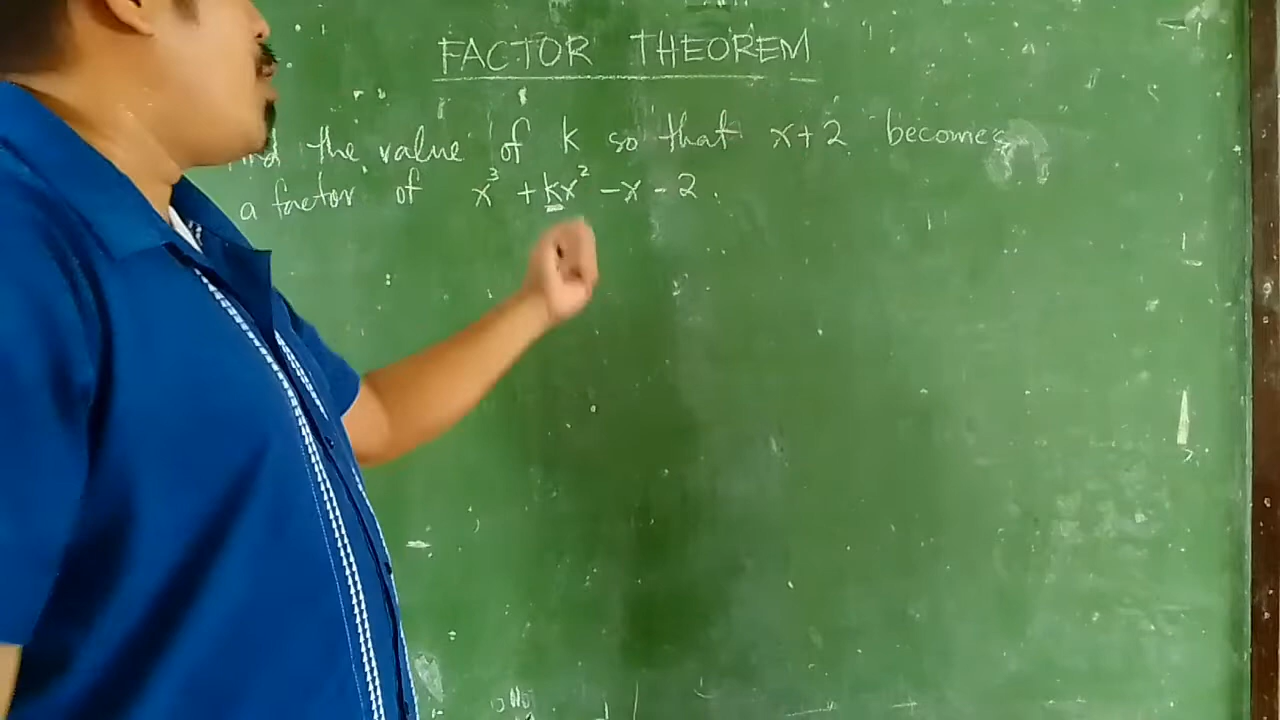 FACTOR THEOREM
the value of k so that x+2 becomes
a factor of x³ + kx² - x - 2.